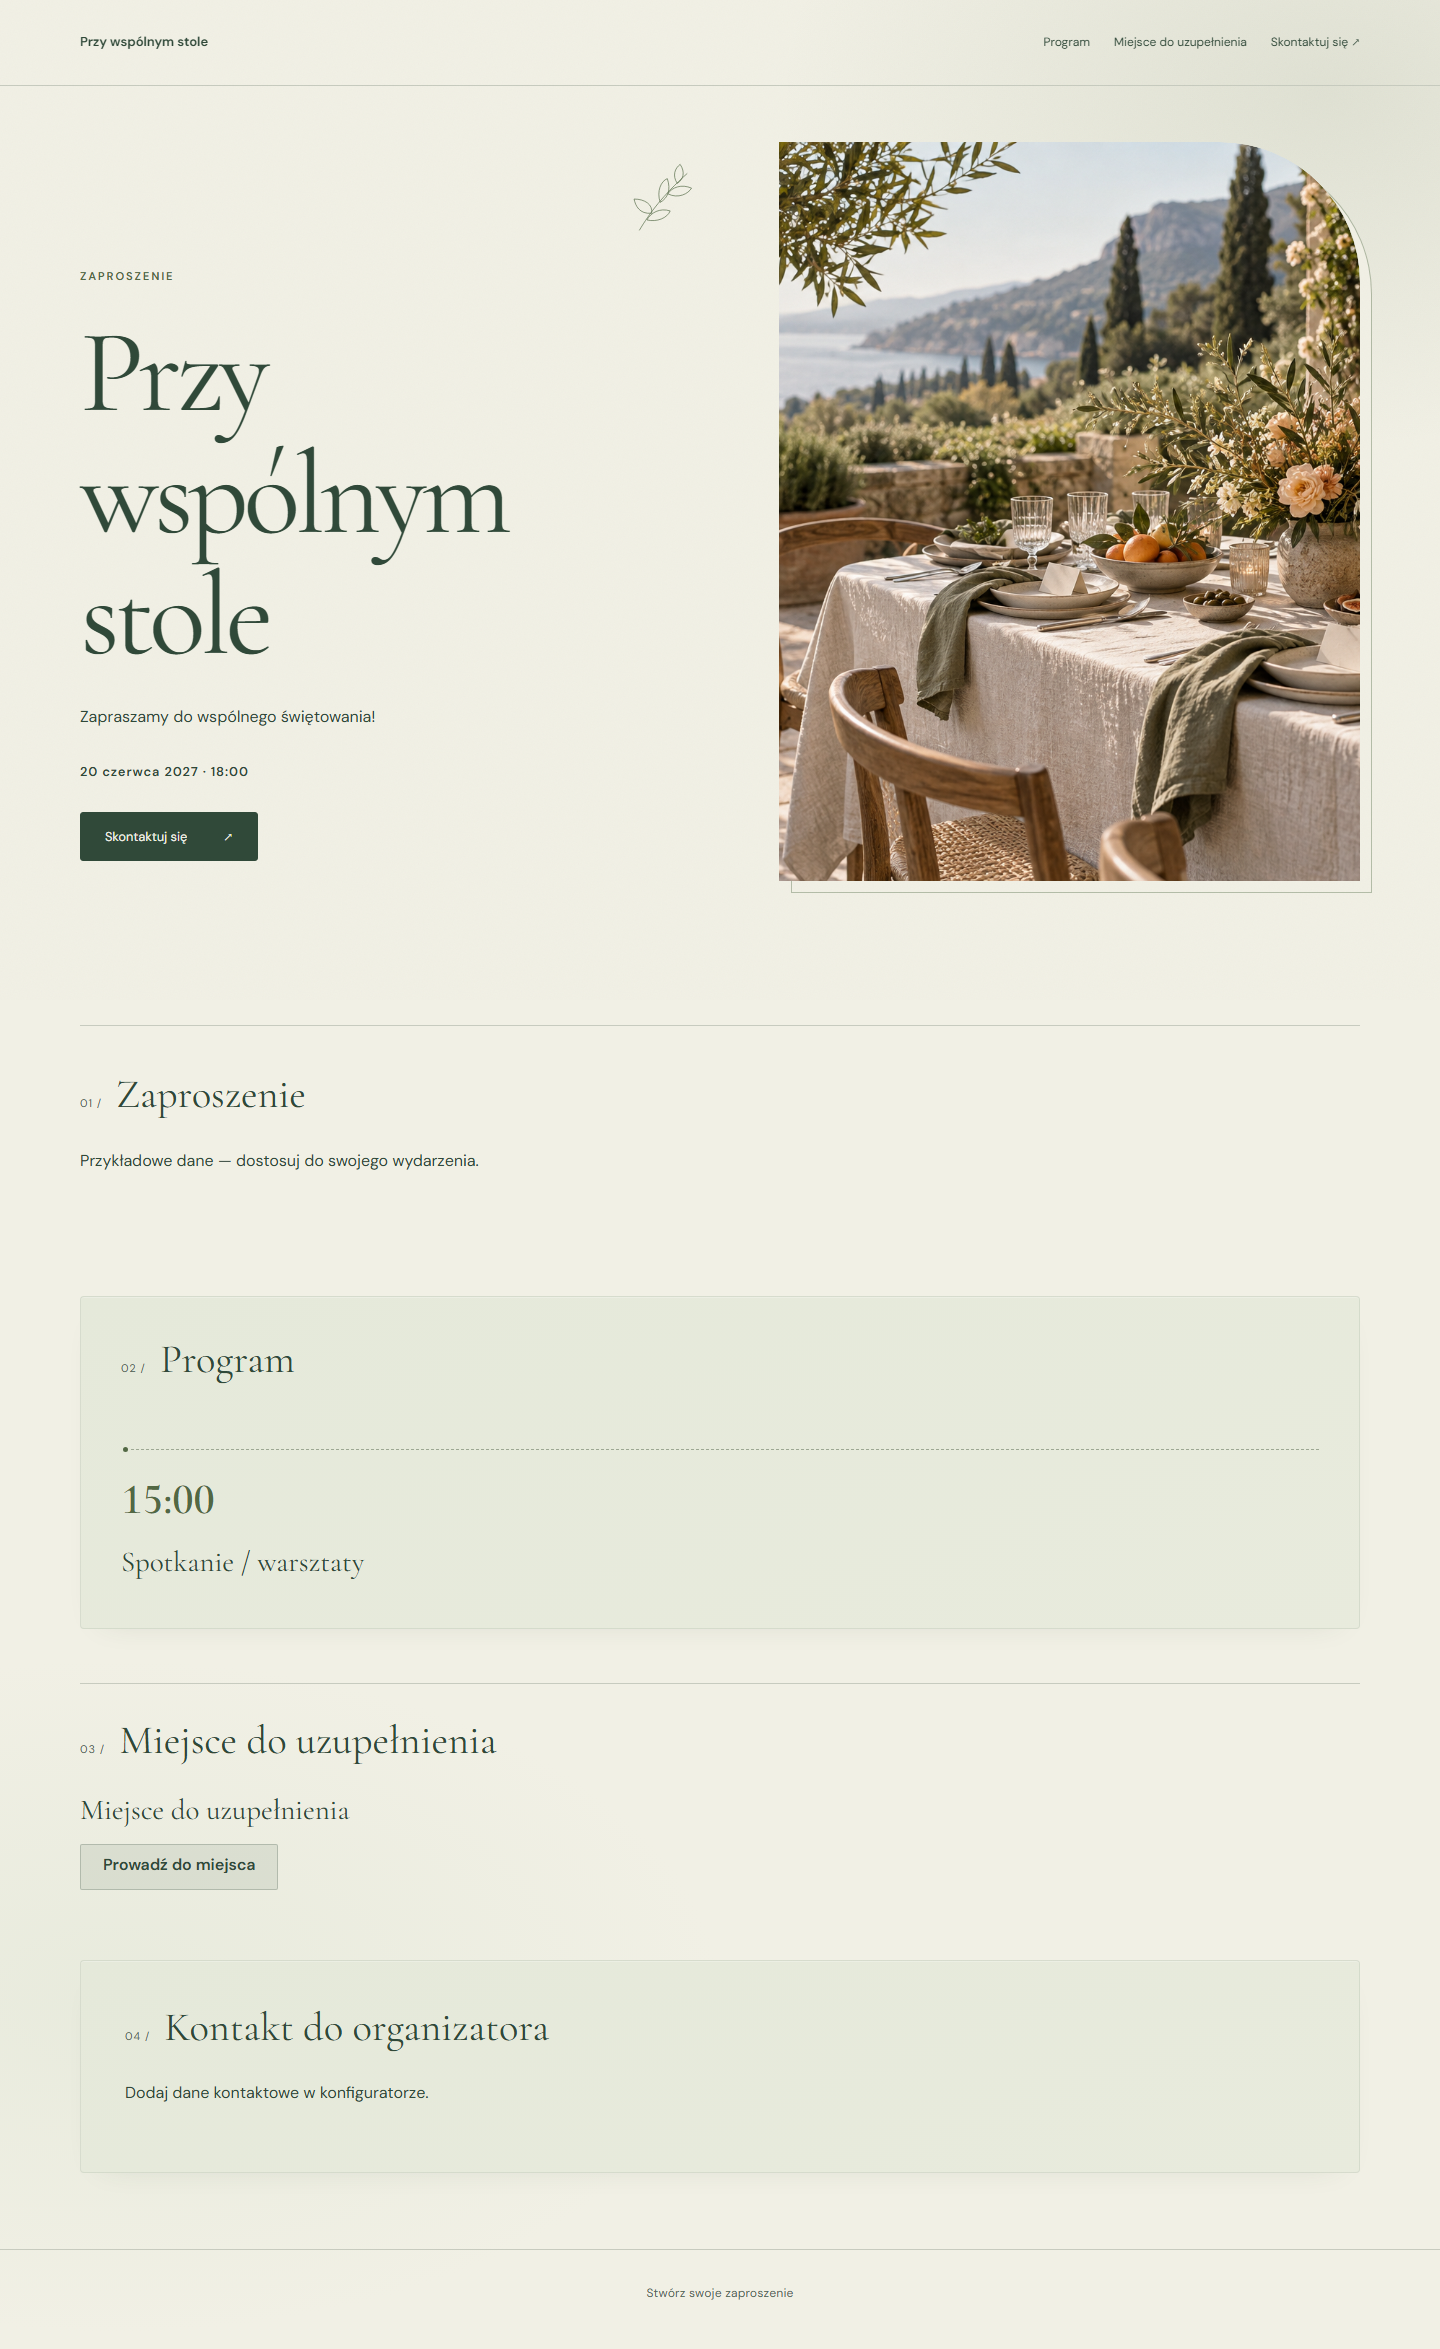 Przy wspólnym stole
Program Miejsce do uzupełnienia Skontaktuj się ↗
ZAPROSZENIE
Przy
wspólnym
stole
Zapraszamy do wspólnego świętowania!
20 czerwca 2027 · 18:00
Skontaktuj się ↗
01 / Zaproszenie
Przykładowe dane — dostosuj do swojego wydarzenia.
02 / Program
15:00
Spotkanie / warsztaty
03 / Miejsce do uzupełnienia
Miejsce do uzupełnienia
Prowadź do miejsca
04 / Kontakt do organizatora
Dodaj dane kontaktowe w konfiguratorze.
Stwórz swoje zaproszenie